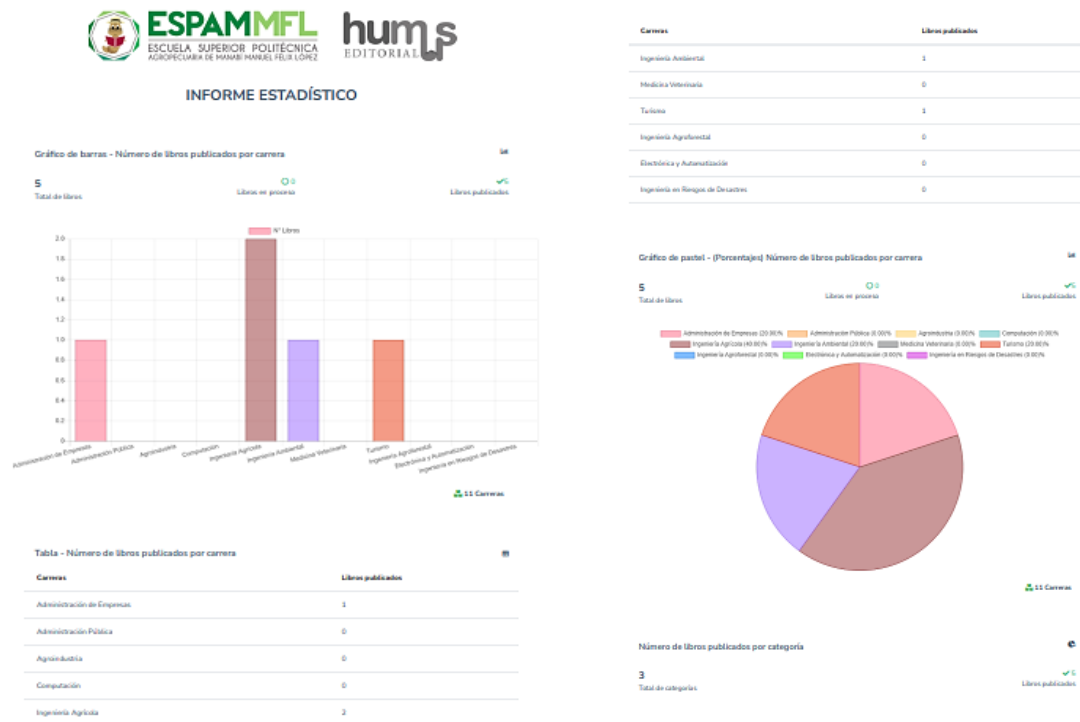 ESPAMMFL
ESCUELA SUPERIOR POLITÉCNICA
AGROPECUARIA DE MANABÍ MANUEL FÉLIX LÓPEZ
humus
EDITORIAL
INFORME ESTADÍSTICO
Gráfico de barras - Número de libros publicados por carrera
5
Total de libros
0
Libros en proceso
5
Libros publicados
N° Libros
2.0
1.8
1.6
1.4
1.2
1.0
0.8
0.6
0.4
0.2
0
Administración de Empresas
Administración Pública
Agroindustria
Computación
Ingeniería Agrícola
Ingeniería Ambiental
Medicina Veterinaria
Turismo
Ingeniería Agroforestal
Electrónica y Automatización
Ingeniería en Riesgos de Desastres
11 Carreras
Tabla - Número de libros publicados por carrera
Carreras Libros publicados
Administración de Empresas 1
Administración Pública 0
Agroindustria 0
Computación 0
Ingeniería Agrícola 2
Carreras Libros publicados
Ingeniería Ambiental 1
Medicina Veterinaria 0
Turismo 1
Ingeniería Agroforestal 0
Electrónica y Automatización 0
Ingeniería en Riesgos de Desastres 0
Gráfico de pastel - (Porcentajes) Número de libros publicados por carrera
5
Total de libros
0
Libros en proceso
5
Libros publicados
Administración de Empresas (20.00)% Administración Pública (0.00)% Agroindustria (0.00)% Computación (0.00)%
Ingeniería Agrícola (40.00)% Ingeniería Ambiental (20.00)% Medicina Veterinaria (0.00)% Turismo (20.00)%
Ingeniería Agroforestal (0.00)% Electrónica y Automatización (0.00)% Ingeniería en Riesgos de Desastres (0.00)%
11 Carreras
Número de libros publicados por categoría
3
Total de categorías
5
Libros publicados